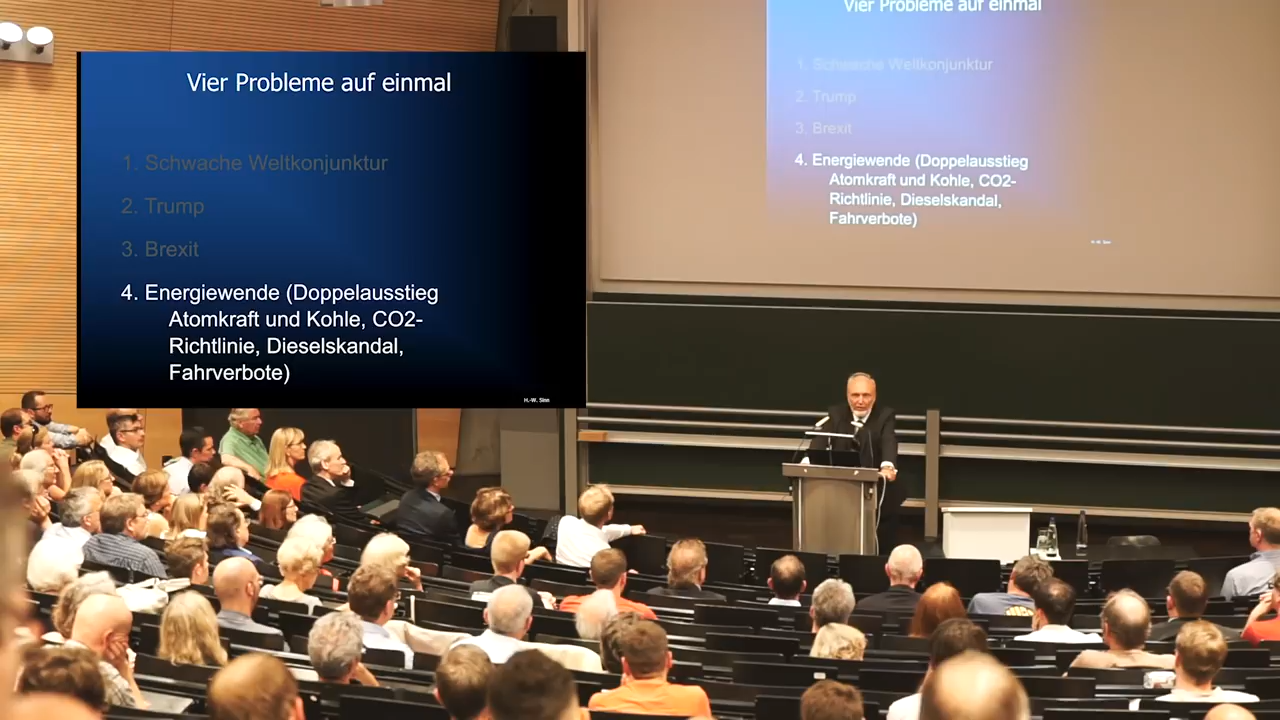 Vier Probleme auf einmal
1. Schwache Weltkonjunktur
2. Trump
3. Brexit
4. Energiewende (Doppelausstieg
Atomkraft und Kohle, CO2-
Richtlinie, Dieselskandal,
Fahrverbote)
H.-W. Sinn
Vier Probleme auf einmal
1. Schwache Weltkonjunktur
2. Trump
3. Brexit
4. Energiewende (Doppelausstieg
Atomkraft und Kohle, CO2-
Richtlinie, Dieselskandal,
Fahrverbote)
H.-W. Sinn